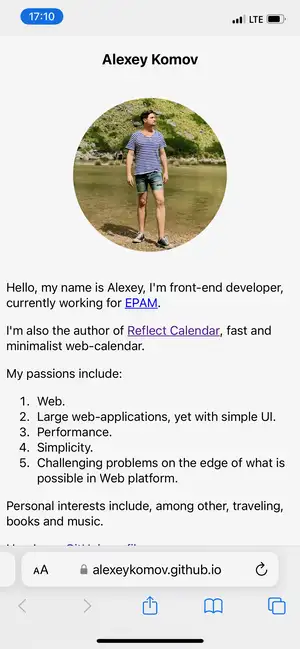 17:10
LTE
Alexey Komov
Hello, my name is Alexey, I'm front-end developer,
currently working for EPAM.
I'm also the author of Reflect Calendar, fast and
minimalist web-calendar.
My passions include:
1. Web.
2. Large web-applications, yet with simple UI.
3. Performance.
4. Simplicity.
5. Challenging problems on the edge of what is
possible in Web platform.
Personal interests include, among other, traveling,
books and music.
AA
alexeykomov.github.io